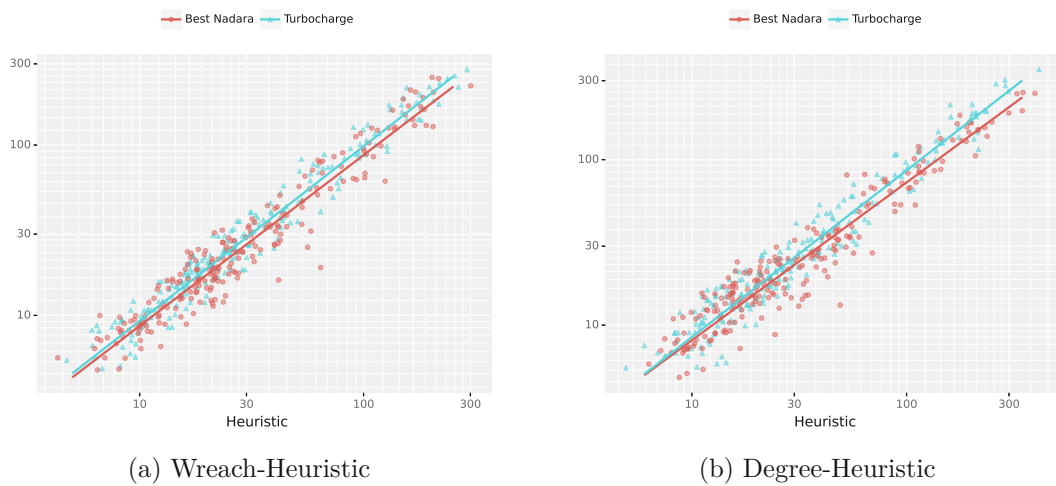 Best Nadara Turbocharge
300
100
30
10
10 30 100 300
Heuristic
(a) Wreach-Heuristic
Best Nadara Turbocharge
300
100
30
10
10 30 100 300
Heuristic
(b) Degree-Heuristic